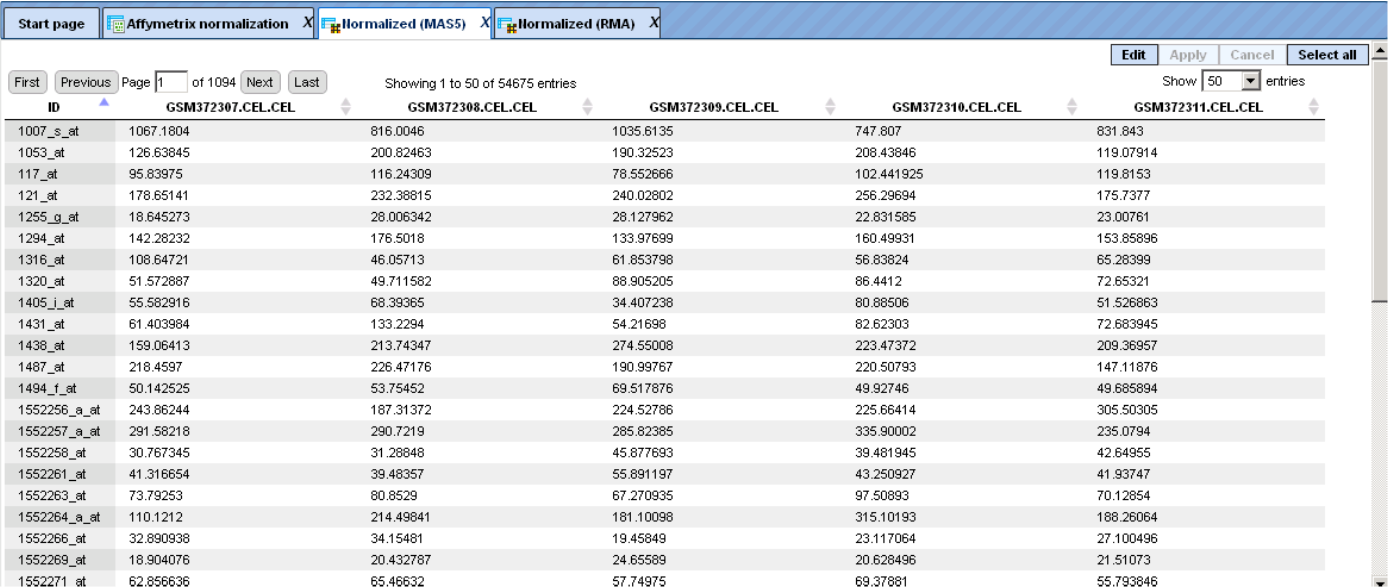 Start page Affymetrix normalization X Normalized (MAS5) X Normalized (RMA) X
Edit Apply Cancel Select all
First Previous Page 1 of 1094 Next Last Showing 1 to 50 of 54675 entries Show 50 entries
ID GSM372307.CEL.CEL GSM372308.CEL.CEL GSM372309.CEL.CEL GSM372310.CEL.CEL GSM372311.CEL.CEL
1007_s_at 1067.1804 816.0046 1035.6135 747.807 831.843
1053_at 126.63845 200.82463 190.32523 208.43846 119.07914
117_at 95.83975 116.24309 78.552666 102.441925 119.8153
121_at 178.65141 232.38815 240.02802 256.29694 175.7377
1255_g_at 18.645273 28.006342 28.127962 22.831585 23.00761
1294_at 142.28232 176.5018 133.97699 160.49931 153.85896
1316_at 108.64721 46.05713 61.853798 56.83824 65.28399
1320_at 51.572887 49.711582 88.905205 86.4412 72.65321
1405_i_at 55.582916 68.39365 34.407238 80.88506 51.526863
1431_at 61.403984 133.2294 54.21698 82.62303 72.683945
1438_at 159.06413 213.74347 274.55008 223.47372 209.36957
1487_at 218.4597 226.47176 190.99767 220.50793 147.11876
1494_f_at 50.142525 53.75452 69.517876 49.92746 49.685894
1552256_a_at 243.86244 187.31372 224.52786 225.66414 305.50305
1552257_a_at 291.58218 290.7219 285.82385 335.90002 235.0794
1552258_at 30.767345 31.28848 45.877693 39.481945 42.64955
1552261_at 41.316654 39.48357 55.891197 43.250927 41.93747
1552263_at 73.79253 80.8529 67.270935 97.50893 70.12854
1552264_a_at 110.1212 214.49841 181.10098 315.10193 188.26064
1552266_at 32.890938 34.15481 19.45849 23.117064 27.100496
1552269_at 18.904076 20.432787 24.65589 20.628496 21.51073
1552271_at 62.856636 65.46632 57.74975 69.37881 55.793846